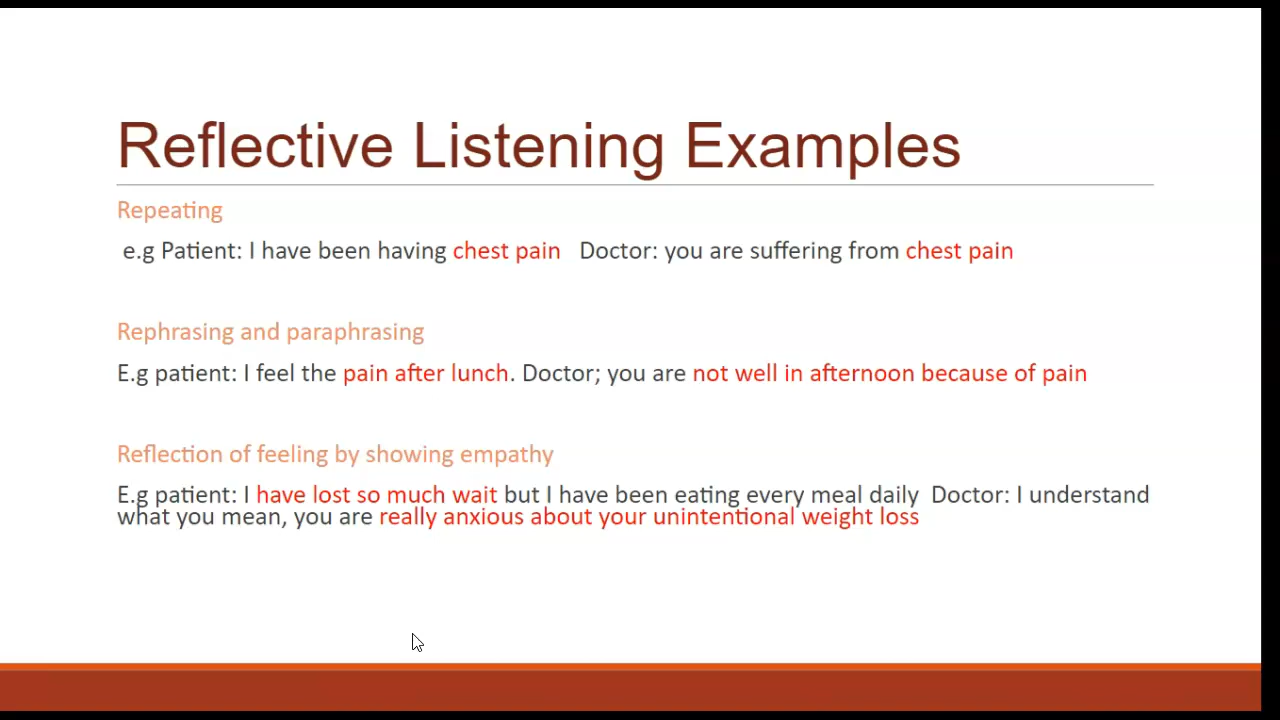 Reflective Listening Examples
Repeating
e.g Patient: I have been having chest pain Doctor: you are suffering from chest pain
Rephrasing and paraphrasing
E.g patient: I feel the pain after lunch. Doctor; you are not well in afternoon because of pain
Reflection of feeling by showing empathy
E.g patient: I have lost so much wait but I have been eating every meal daily Doctor: I understand
what you mean, you are really anxious about your unintentional weight loss